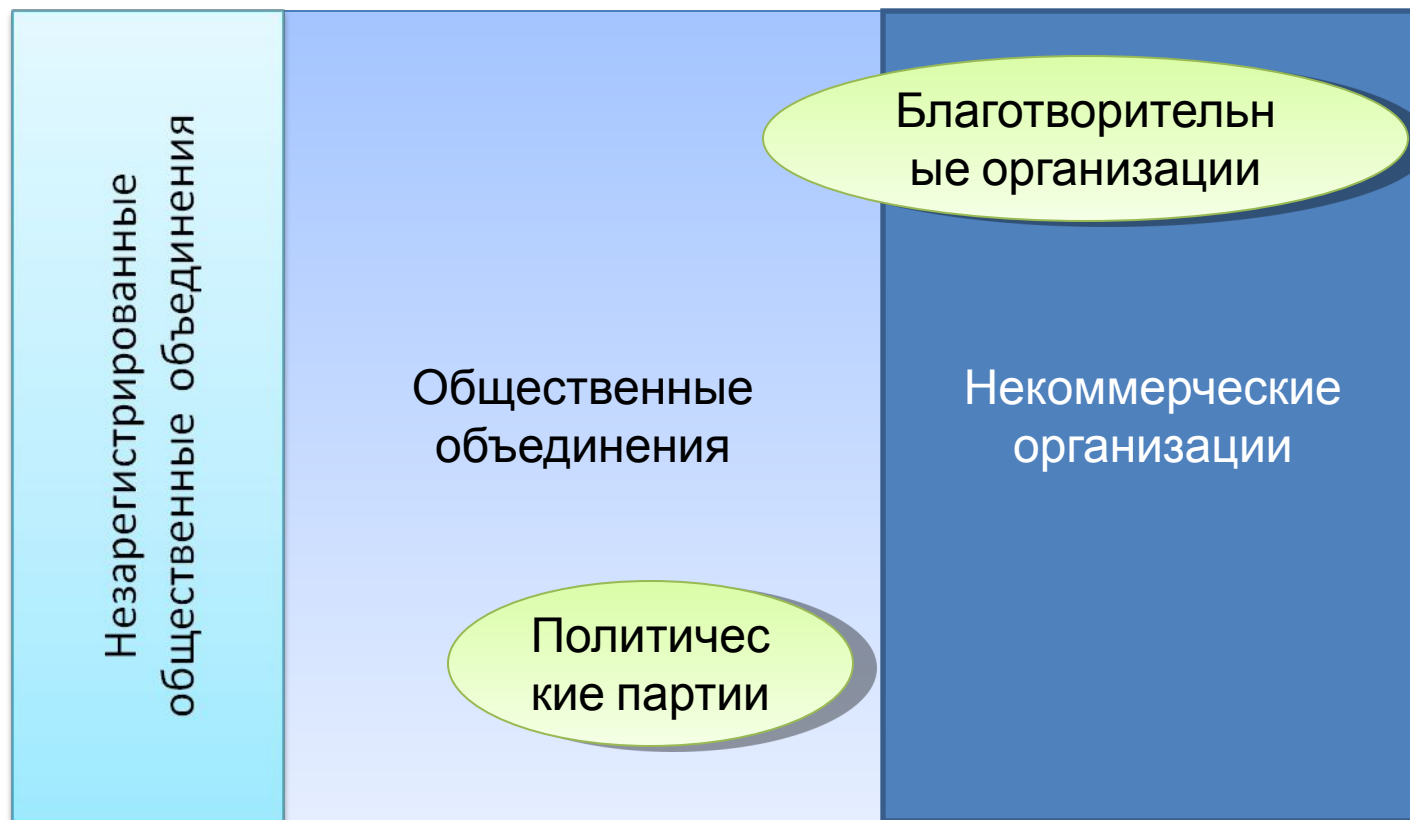 Незарегистрированные
общественные объединения
Благотворительн
ые организации
Общественные
объединения
Некоммерческие
организации
Политичес
кие партии